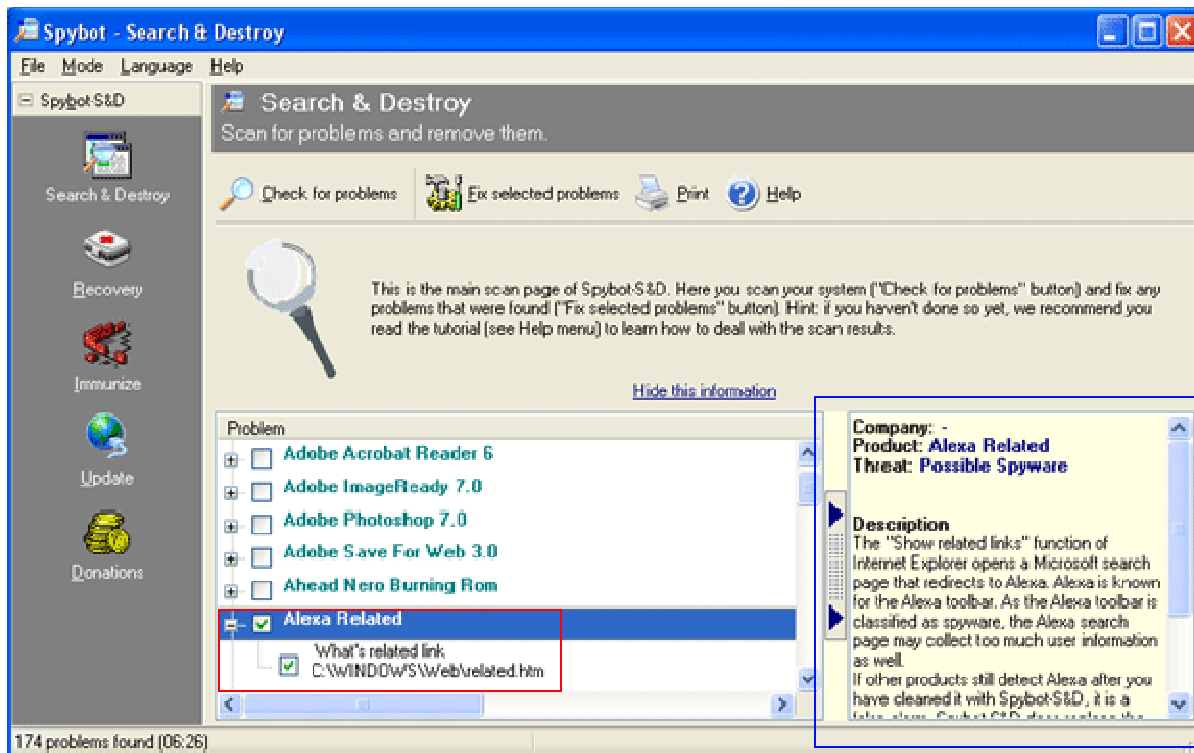 Spybot - Search & Destroy
File Mode Language Help
Spybot-S&D
Search & Destroy
Scan for problems and remove them.
Search & Destroy
Recovery
Immunize
Update
Donations
Check for problems
Fix selected problems
Print
Help
This is the main scan page of Spybot-S&D. Here you scan your system ("Check for problems" button) and fix any
problems that were found ("Fix selected problems" button). Hint: if you haven't done so yet, we recommend you
read the tutorial (see Help menu) to learn how to deal with the scan results.
Hide this information
Problem
Adobe Acrobat Reader 6
Adobe ImageReady 7.0
Adobe Photoshop 7.0
Adobe Save For Web 3.0
Ahead Nero Burning Rom
Alexa Related
What's related link
C:\WINDOWS\Web\related.htm
Company: -
Product: Alexa Related
Threat: Possible Spyware
Description
The "Show related links" function of
Internet Explorer opens a Microsoft search
page that redirects to Alexa. Alexa is known
for the Alexa toolbar. As the Alexa toolbar is
classified as spyware, the Alexa search
page may collect too much user information
as well.
If other products still detect Alexa after you
have cleaned it with Spybot-S&D, it is a
174 problems found (06:26)